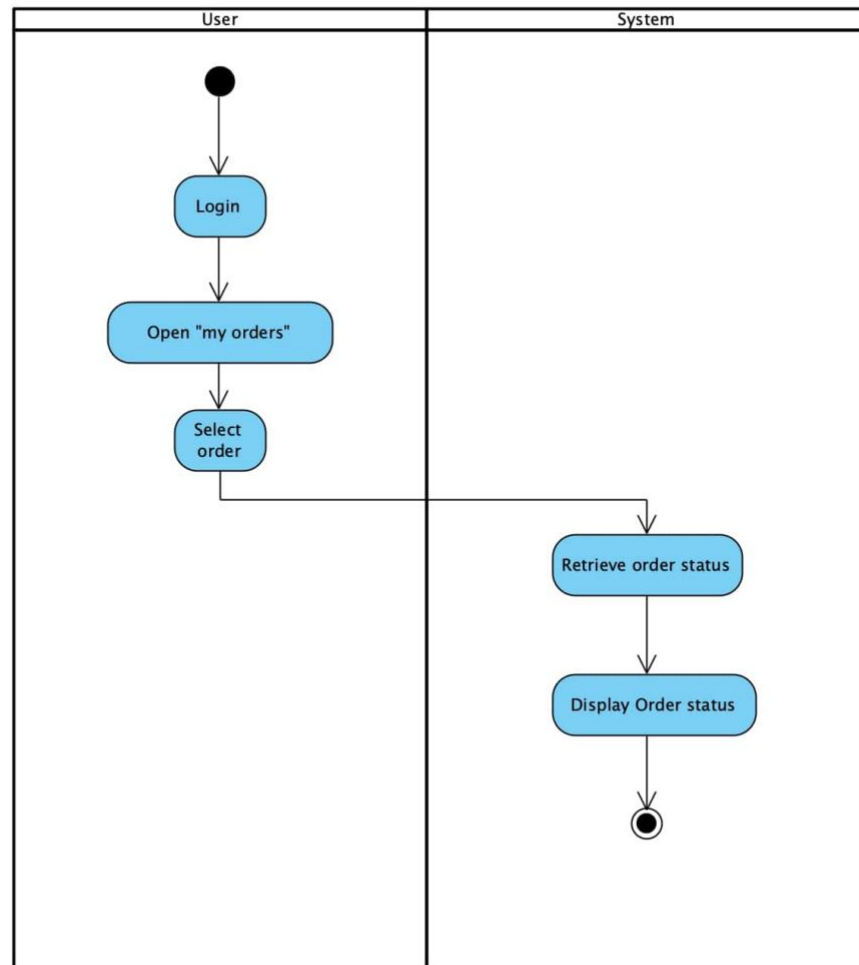 User
System
Login
Open "my orders"
Select
order
Retrieve order status
Display Order status